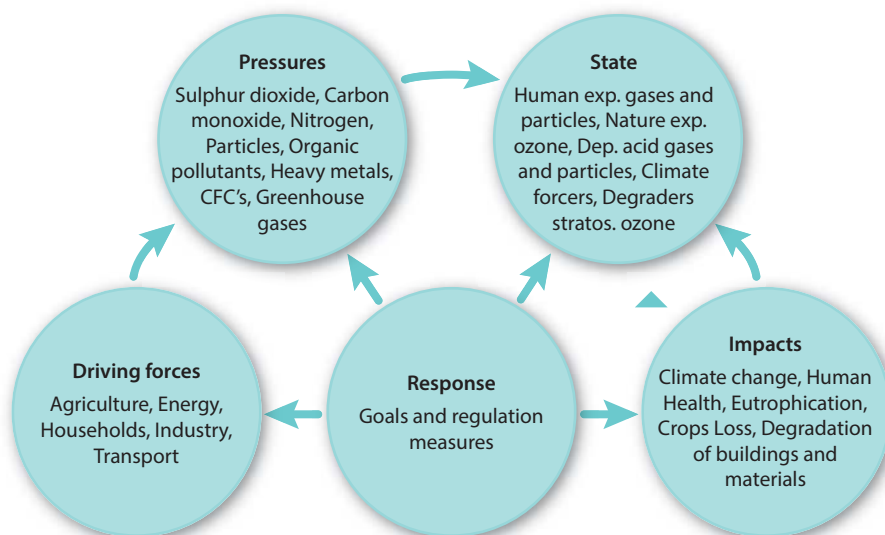 Pressures
Sulphur dioxide, Carbon
monoxide, Nitrogen,
Particles, Organic
pollutants, Heavy metals,
CFC's, Greenhouse
gases
State
Human exp. gases and
particles, Nature exp.
ozone, Dep. acid gases
and particles, Climate
forcers, Degraders
stratos. ozone
Driving forces
Agriculture, Energy,
Households, Industry,
Transport
Response
Goals and regulation
measures
Impacts
Climate change, Human
Health, Eutrophication,
Crops Loss, Degradation
of buildings and
materials